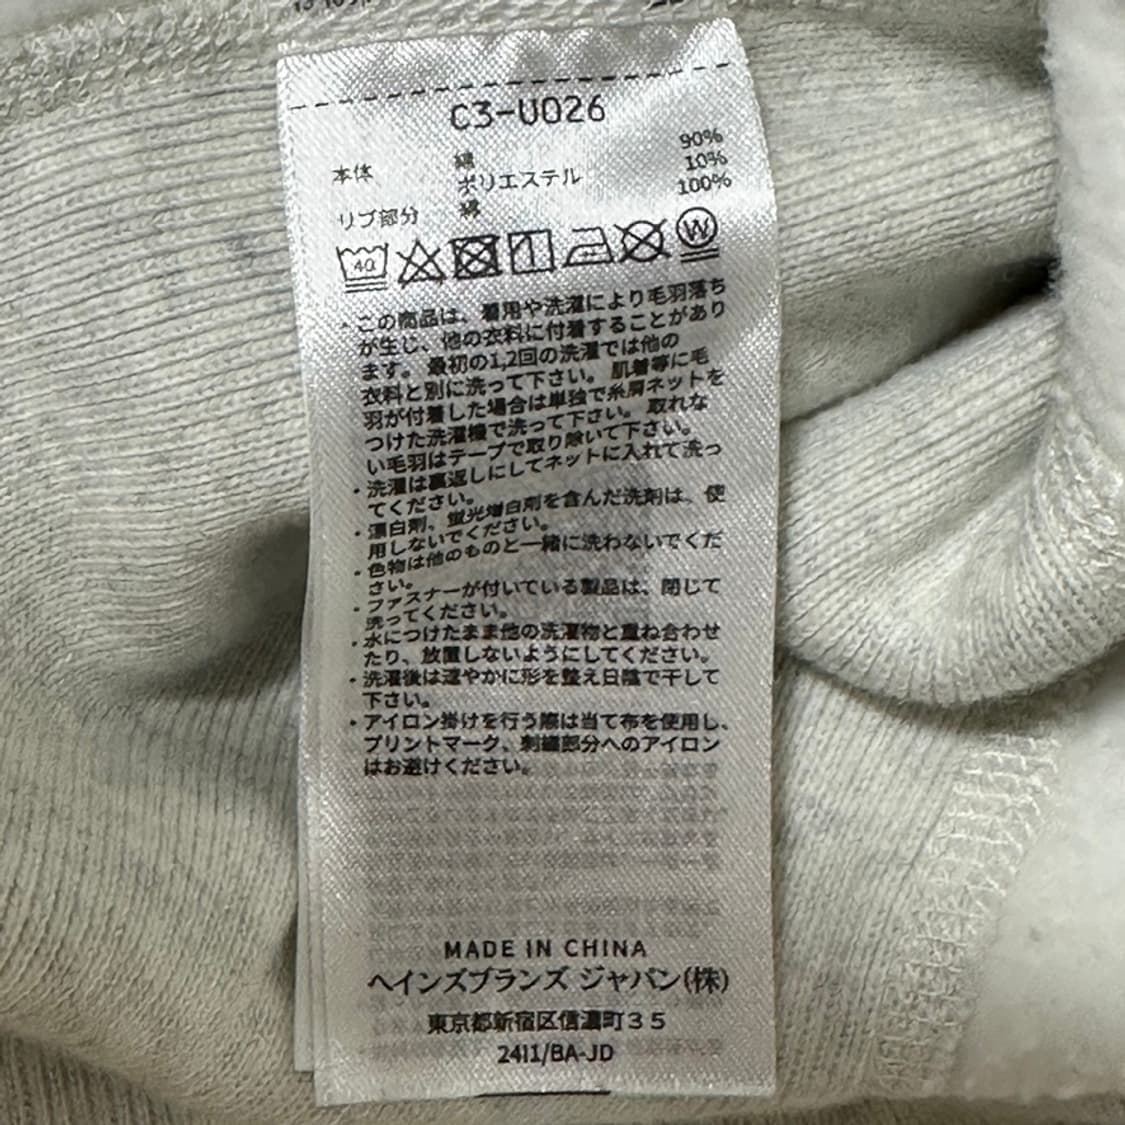 C3-U026
本体 綿 90%
ポリエステル 10%
リブ部分 綿 100%
40
W
・この商品は、着用や洗濯により毛羽落ち
が生じ、他の衣料に付着することがあり
ます。最初の1,2回の洗濯では他の
衣料と別に洗って下さい。肌着等に毛
羽が付着した場合は単独で糸屑ネットを
つけた洗濯機で洗って下さい。取れな
い毛羽はテープで取り除いて下さい。
・洗濯は裏返しにしてネットに入れて洗っ
てください。
・漂白剤、蛍光増白剤を含んだ洗剤は、使
用しないでください。
・色物は他のものと一緒に洗わないでくだ
さい。
・ファスナーが付いている製品は、閉じて
洗ってください。
・水につけたまま他の洗濯物と重ね合わせ
たり、放置しないようにしてください。
・洗濯後は速やかに形を整え日陰で干して
下さい。
・アイロン掛けを行う際は当て布を使用し、
プリントマーク、刺繍部分へのアイロン
はお避けください。
MADE IN CHINA
ヘインズブランズ ジャパン(株)
東京都新宿区信濃町35
2411/BA-JD